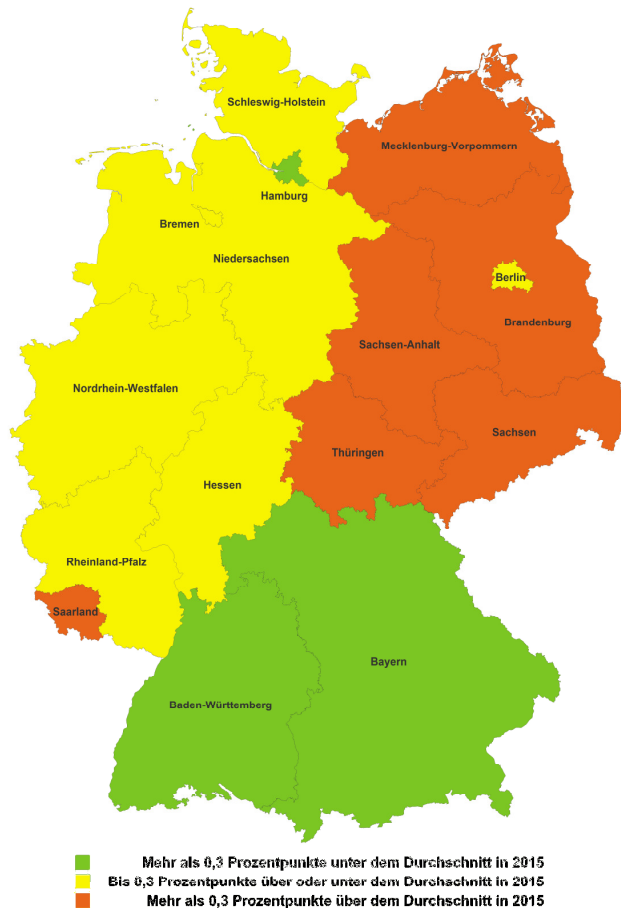 Schleswig-Holstein
Mecklenburg-Vorpommern
Hamburg
Bremen
Niedersachsen
Berlin
Brandenburg
Sachsen-Anhalt
Nordrhein-Westfalen
Sachsen
Thüringen
Hessen
Rheinland-Pfalz
Saarland
Bayern
Baden-Württemberg
Mehr als 0,3 Prozentpunkte unter dem Durchschnitt in 2015
Bis 0,3 Prozentpunkte über oder unter dem Durchschnitt in 2015
Mehr als 0,3 Prozentpunkte über dem Durchschnitt in 2015